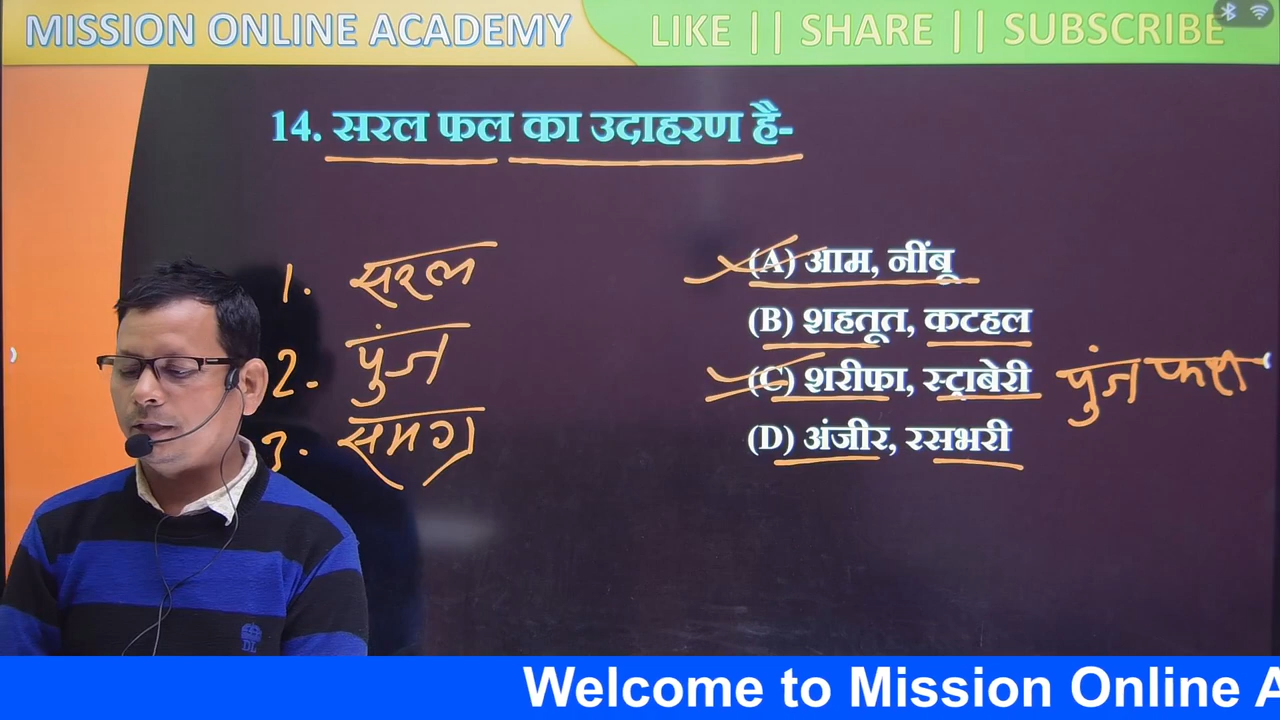 MISSION ONLINE ACADEMY
LIKE || SHARE || SUBSCRIBE
14. सरल फल का उदाहरण है-
1. सरल
2. पुंज
3. समग्र
(A) आम, नींबू
(B) शहतूत, कटहल
(C) शरीफा, स्ट्राबेरी पुंज फल
(D) अंजीर, रसभरी
DL
Welcome to Mission Online A